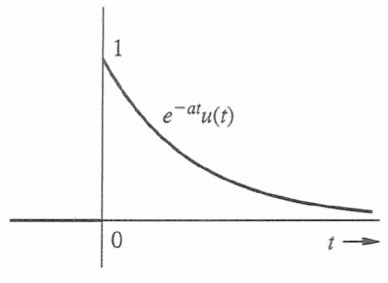 1
e^{-at}u(t)
0
t →